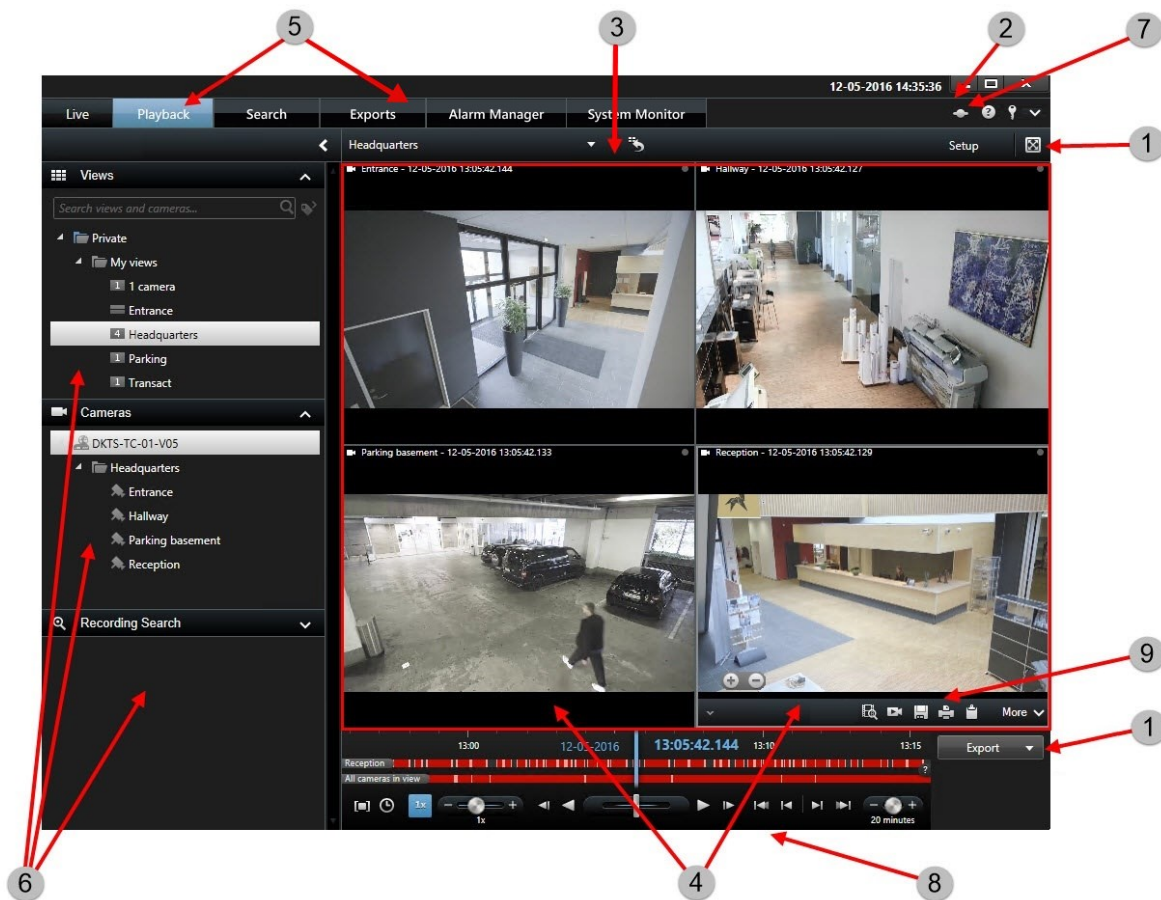 5
3
2
7
12-05-2016 14:35:36
Live Playback Search Exports Alarm Manager System Monitor
Headquarters
Setup
1
Views
Search views and cameras...
Private
My views
1 1 camera
Entrance
4 Headquarters
1 Parking
1 Transact
Cameras
DKTS-TC-01-V05
Headquarters
Entrance
Hallway
Parking basement
Reception
Recording Search
Entrance - 12-05-2016 13:05:42.144
Hallway - 12-05-2016 13:05:42.127
Parking basement - 12-05-2016 13:05:42.133
Reception - 12-05-2016 13:05:42.129
9
More
1
13:00 12-05-2016 13:05:42.144 13:10 13:15
Export
Reception
?
All cameras in view
1x
1x
20 minutes
6
4
8